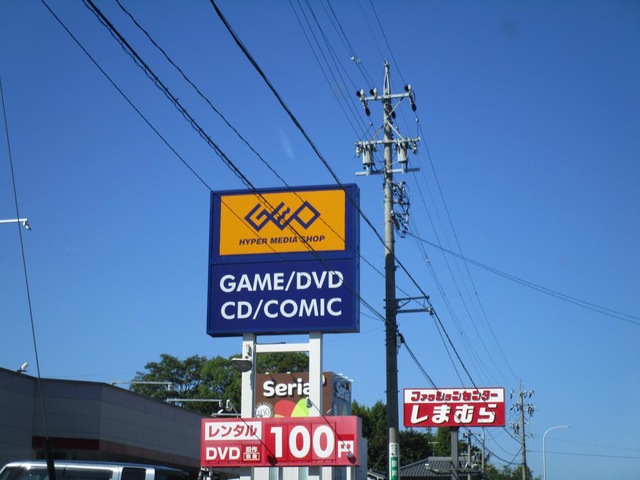 GEO
HYPER MEDIA SHOP
GAME/DVD
CD/COMIC
Seria
ファッションセンター
しまむら
レンタル
DVD
100円